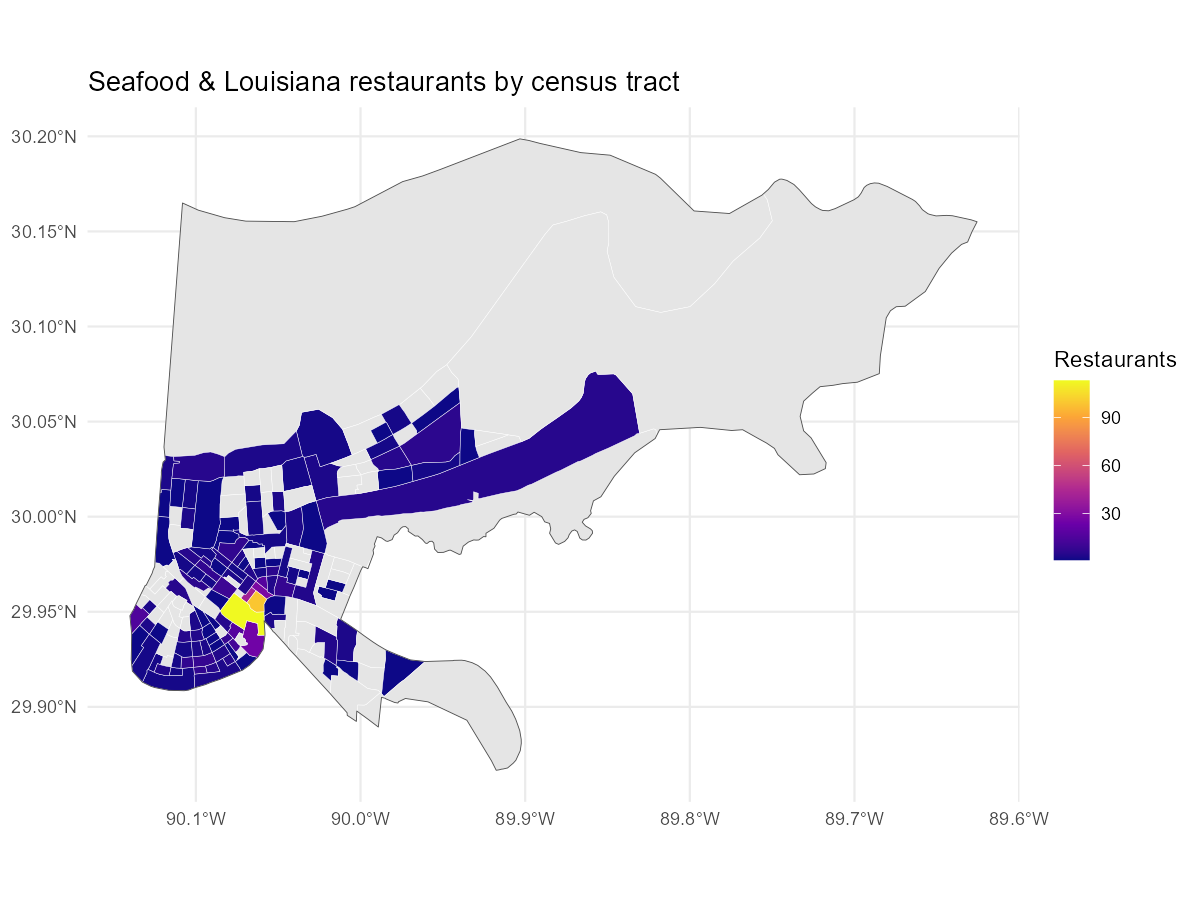 Seafood & Louisiana restaurants by census tract
30.20°N
30.15°N
30.10°N
30.05°N
30.00°N
29.95°N
29.90°N
90.1°W 90.0°W 89.9°W 89.8°W 89.7°W 89.6°W
Restaurants
90
60
30